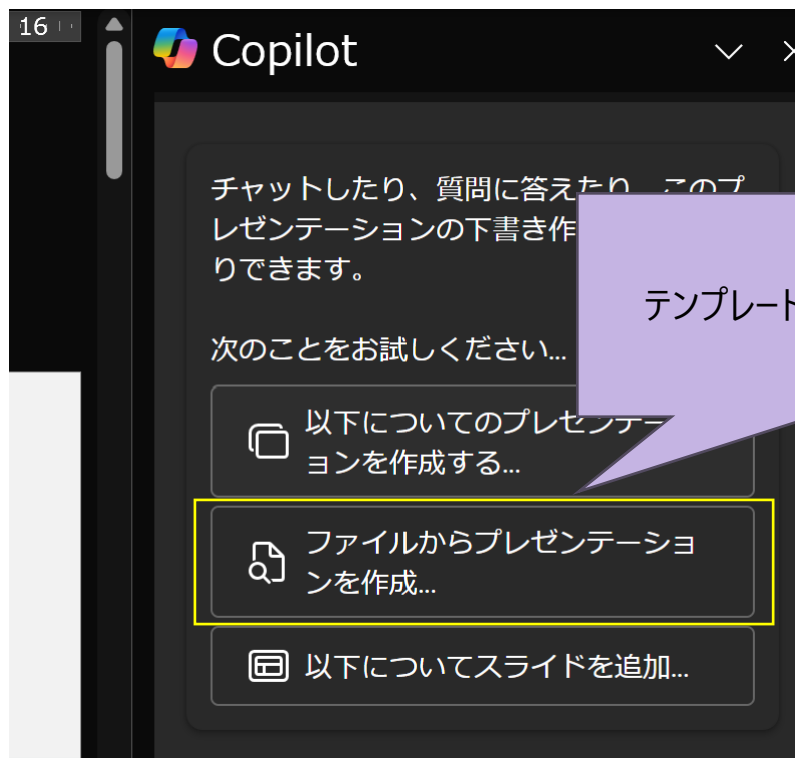 16
Copilot
チャットしたり、質問に答えたり、このプ
レゼンテーションの下書き作
りできます。
テンプレート
次のことをお試しください...
以下についてのプレゼンテー
ョンを作成する...
ファイルからプレゼンテーショ
ンを作成...
以下についてスライドを追加...